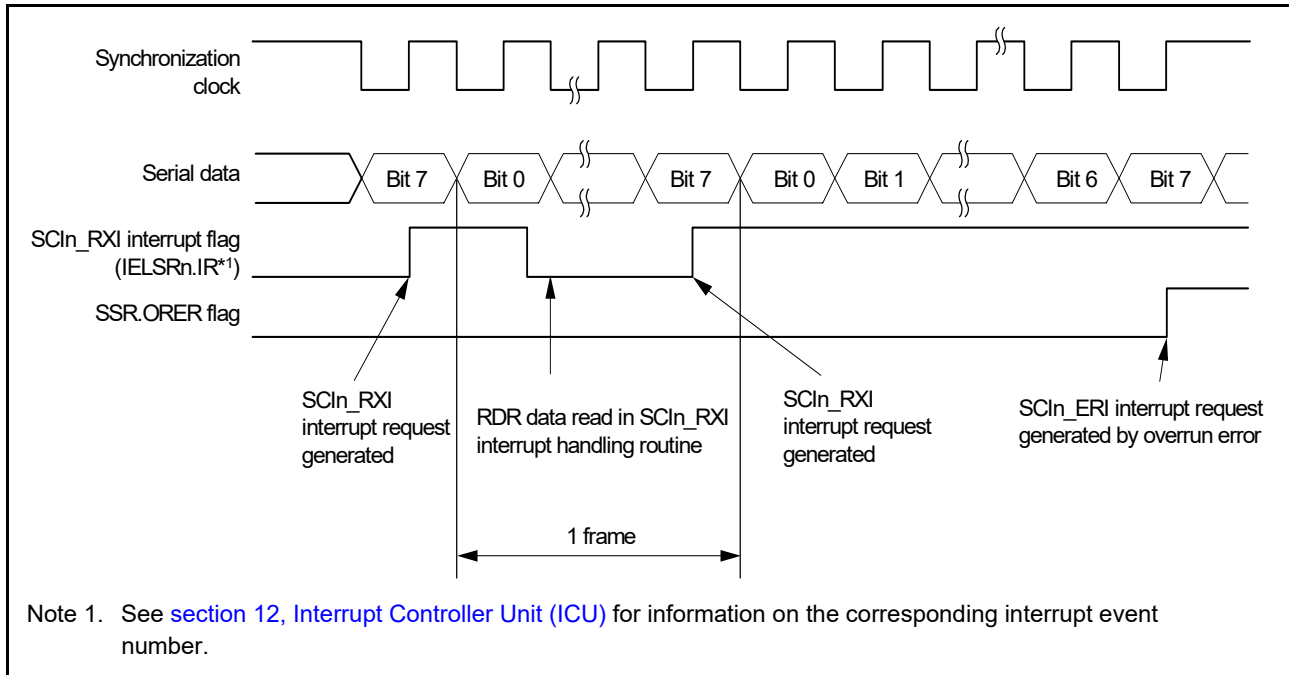 Synchronization
clock
Serial data
Bit 7
Bit 0
Bit 7
Bit 0
Bit 1
Bit 6
Bit 7
SCIn_RXI interrupt flag
(IELSRn.IR*1)
SSR.ORER flag
SCIn_RXI
interrupt request
generated
RDR data read in SCIn_RXI
interrupt handling routine
SCIn_RXI
interrupt request
generated
SCIn_ERI interrupt request
generated by overrun error
1 frame
Note 1. See section 12, Interrupt Controller Unit (ICU) for information on the corresponding interrupt event
number.